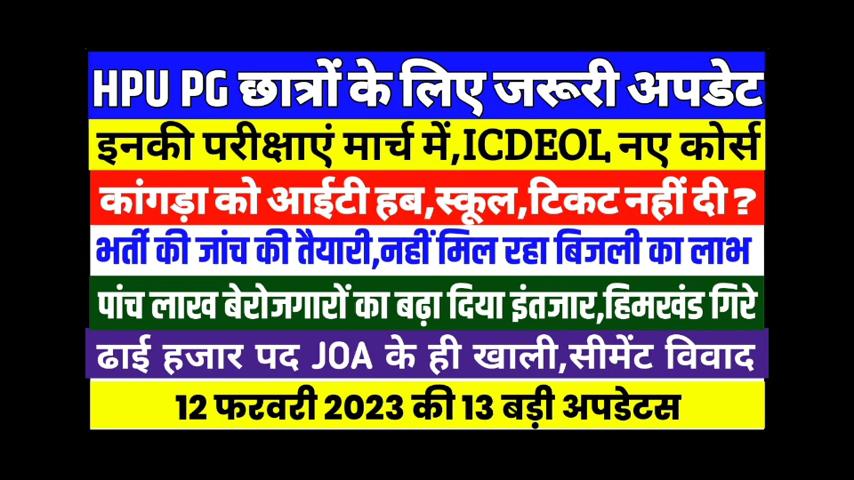 HPU PG छात्रों के लिए जरूरी अपडेट
इनकी परीक्षाएं मार्च में,ICDEOL नए कोर्स
कांगड़ा को आईटी हब,स्कूल,टिकट नहीं दी ?
भर्ती की जांच की तैयारी,नहीं मिल रहा बिजली का लाभ
पांच लाख बेरोजगारों का बढ़ा दिया इंतजार,हिमखंड गिरे
ढाई हजार पद JOA के ही खाली,सीमेंट विवाद
12 फरवरी 2023 की 13 बड़ी अपडेटस